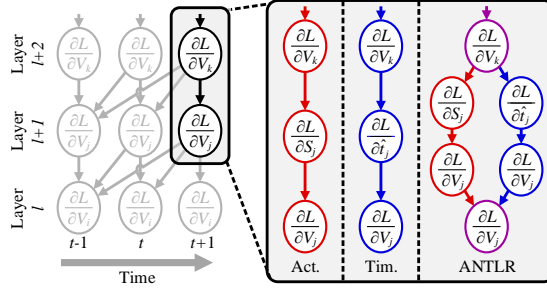 Layer l+2
∂L/∂V_k ∂L/∂V_k ∂L/∂V_k
Layer l+1
∂L/∂V_j ∂L/∂V_j ∂L/∂V_j
Layer l
∂L/∂V_i ∂L/∂V_i ∂L/∂V_i
t-1 t t+1
Time
∂L/∂V_k
∂L/∂S_j
∂L/∂V_j
Act.
∂L/∂V_k
∂L/∂t̂_j
∂L/∂V_j
Tim.
∂L/∂V_k
∂L/∂S_j ∂L/∂t̂_j
∂L/∂V_j ∂L/∂V_j
∂L/∂V_j
ANTLR